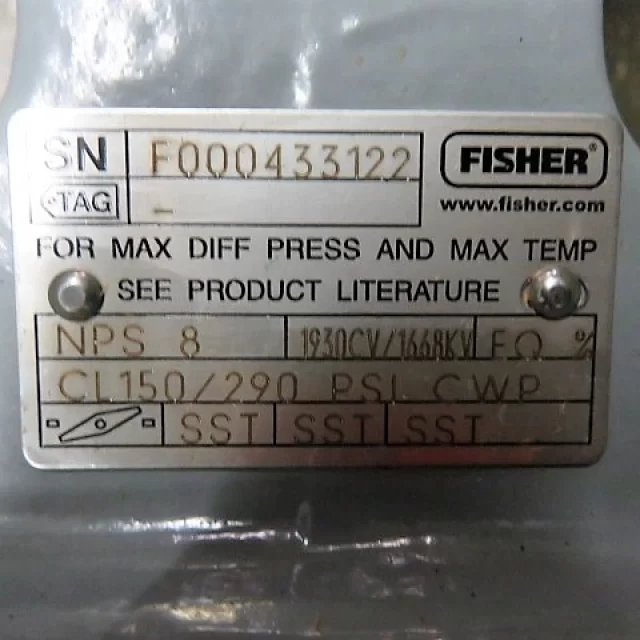 SN F000433122 FISHER®
TAG – www.fisher.com
FOR MAX DIFF PRESS AND MAX TEMP
SEE PRODUCT LITERATURE
NPS 8 1930CV/1668KV EQ %
CL150/290 PSI CWP
SST SST SST